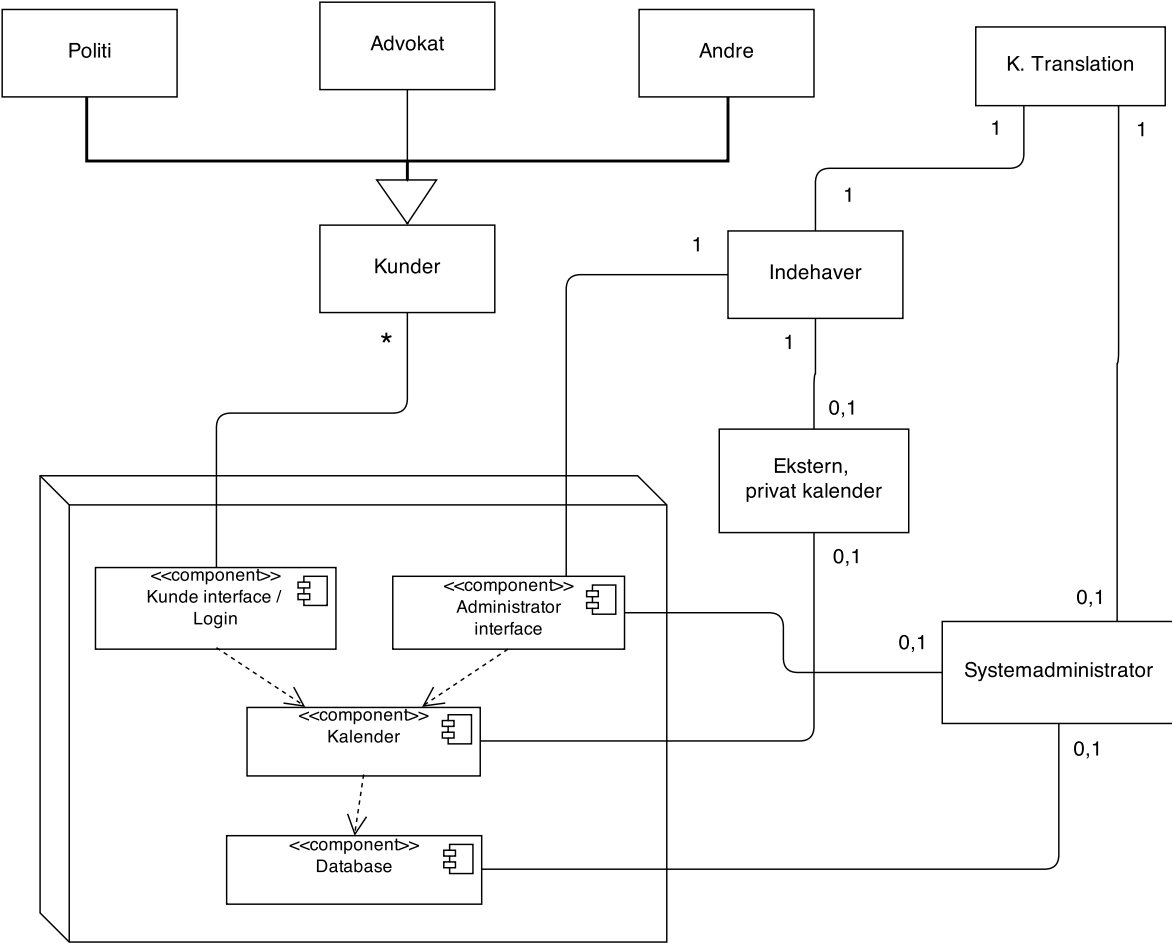 Politi
Advokat
Andre
K. Translation
1
1
1
1
Kunder
Indehaver
*
1
0,1
Ekstern,
privat kalender
0,1
<<component>>
Kunde interface /
Login
<<component>>
Administrator
interface
0,1
0,1
Systemadministrator
<<component>>
Kalender
0,1
<<component>>
Database